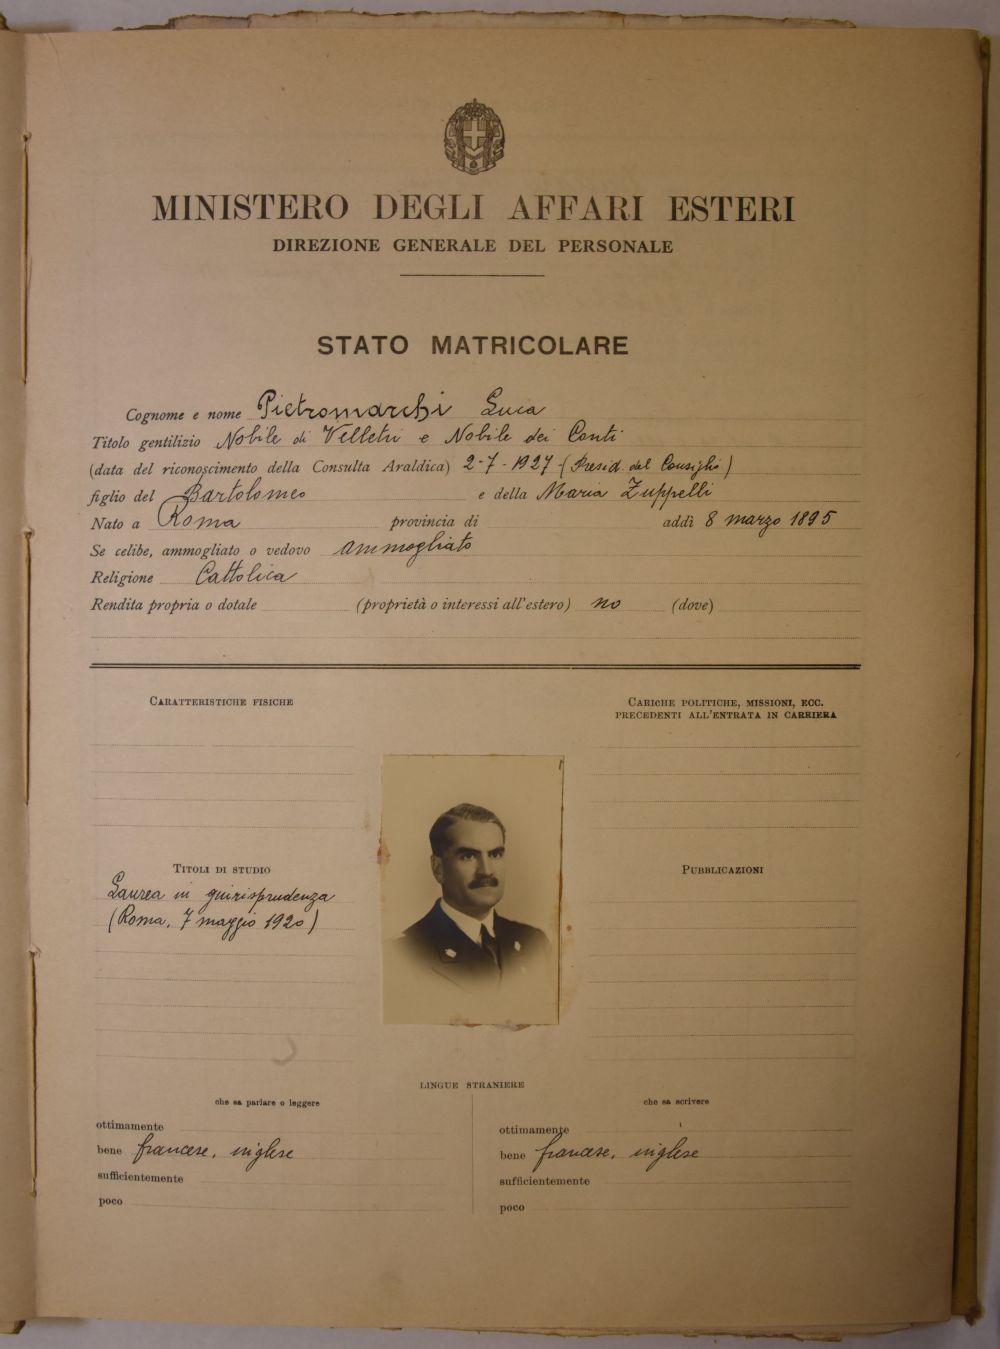 MINISTERO DEGLI AFFARI ESTERI
DIREZIONE GENERALE DEL PERSONALE
STATO MATRICOLARE
Cognome e nome Pietromarchi Luca
Titolo gentilizio Nobile di Velletri e Nobile dei Conti
(data del riconoscimento della Consulta Araldica) 2-7-1927 (Presid. del Consiglio)
figlio del Bartolomeo e della Maria Zuppelli
Nato a Roma provincia di addì 8 marzo 1895
Se celibe, ammogliato o vedovo ammogliato
Religione Cattolica
Rendita propria o dotale (proprietà o interessi all'estero) no (dove)
CARATTERISTICHE FISICHE
CARICHE POLITICHE, MISSIONI, ECC.
PRECEDENTI ALL'ENTRATA IN CARRIERA
TITOLI DI STUDIO
Laurea in giurisprudenza
(Roma, 7 maggio 1920)
PUBBLICAZIONI
LINGUE STRANIERE
che sa parlare o leggere
ottimamente
bene francese, inglese
sufficientemente
poco
che sa scrivere
ottimamente
bene francese, inglese
sufficientemente
poco